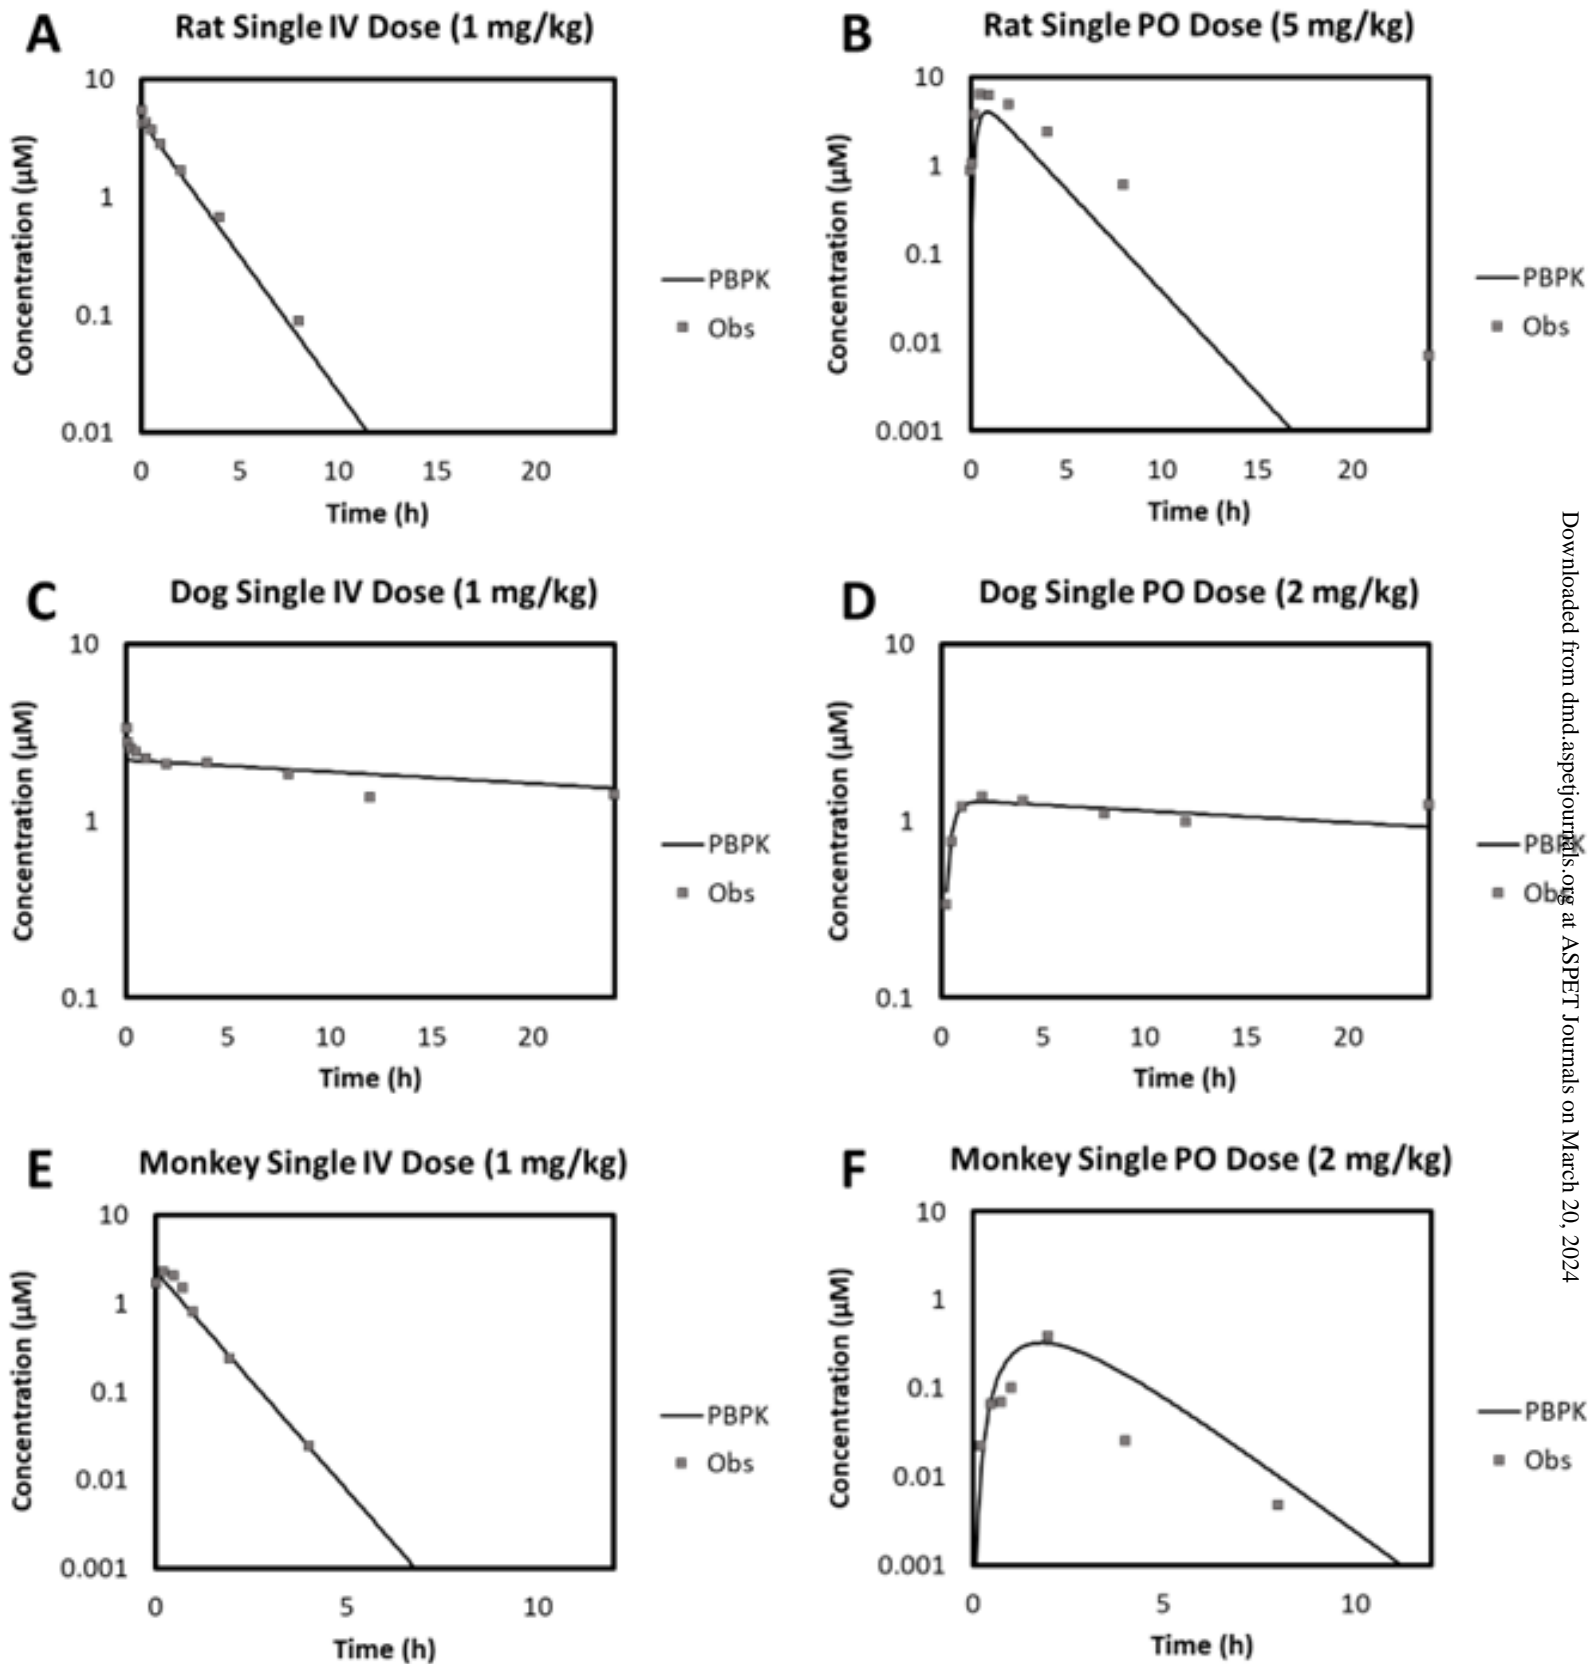 A
Rat Single IV Dose (1 mg/kg)
10
1
0.1
0.01
Concentration (µM)
0 5 10 15 20
Time (h)
PBPK
Obs
B
Rat Single PO Dose (5 mg/kg)
10
1
0.1
0.01
0.001
Concentration (µM)
0 5 10 15 20
Time (h)
PBPK
Obs
C
Dog Single IV Dose (1 mg/kg)
10
1
0.1
Concentration (µM)
0 5 10 15 20
Time (h)
PBPK
Obs
D
Dog Single PO Dose (2 mg/kg)
10
1
0.1
Concentration (µM)
0 5 10 15 20
Time (h)
PBPK
Obs
E
Monkey Single IV Dose (1 mg/kg)
10
1
0.1
0.01
0.001
Concentration (µM)
0 5 10
Time (h)
PBPK
Obs
F
Monkey Single PO Dose (2 mg/kg)
10
1
0.1
0.01
0.001
Concentration (µM)
0 5 10
Time (h)
PBPK
Obs
Downloaded from dmd.aspetjournals.org at ASPET Journals on March 20, 2024